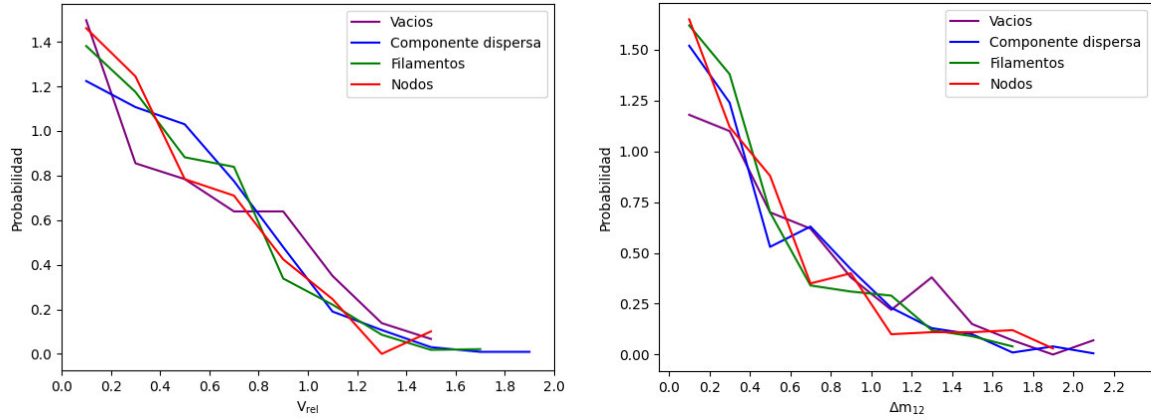 Vacios
Componente dispersa
Filamentos
Nodos
Probabilidad
1.4
1.2
1.0
0.8
0.6
0.4
0.2
0.0
0.0 0.2 0.4 0.6 0.8 1.0 1.2 1.4 1.6 1.8 2.0
V_rel
Vacios
Componente dispersa
Filamentos
Nodos
Probabilidad
1.50
1.25
1.00
0.75
0.50
0.25
0.00
0.0 0.2 0.4 0.6 0.8 1.0 1.2 1.4 1.6 1.8 2.0 2.2
Δm₁₂